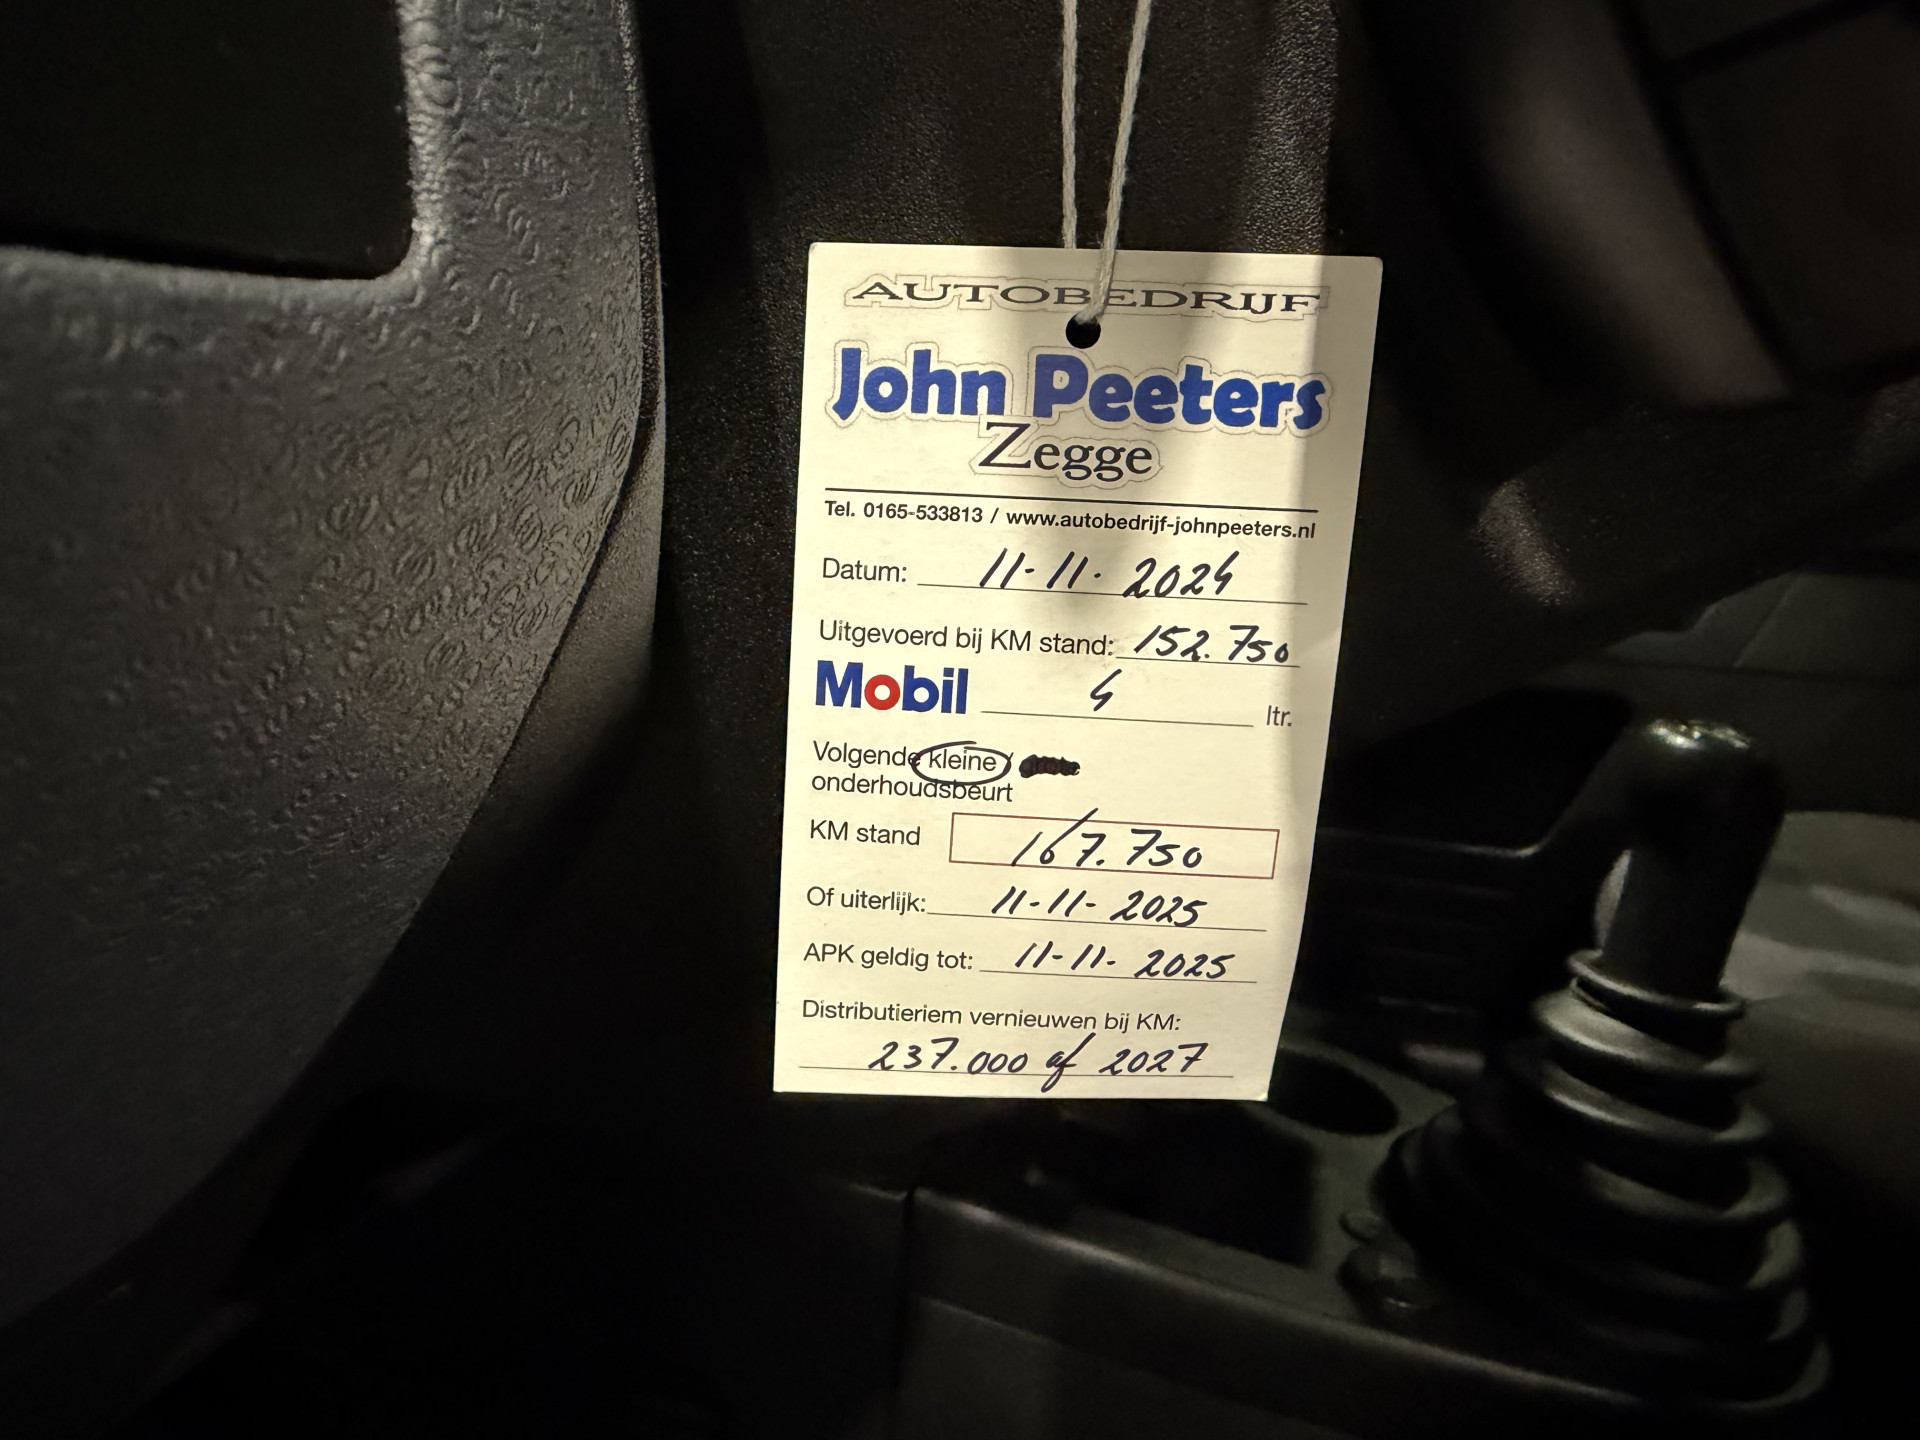 AUTOBEDRIJF
John Peeters
Zegge
Tel. 0165-533813 / www.autobedrijf-johnpeeters.nl
Datum: 11-11-2024
Uitgevoerd bij KM stand: 152.750
Mobil 4 ltr.
Volgende kleine /
onderhoudsbeurt
KM stand 167.750
Of uiterlijk: 11-11-2025
APK geldig tot: 11-11-2025
Distributieriem vernieuwen bij KM:
237.000 of 2027